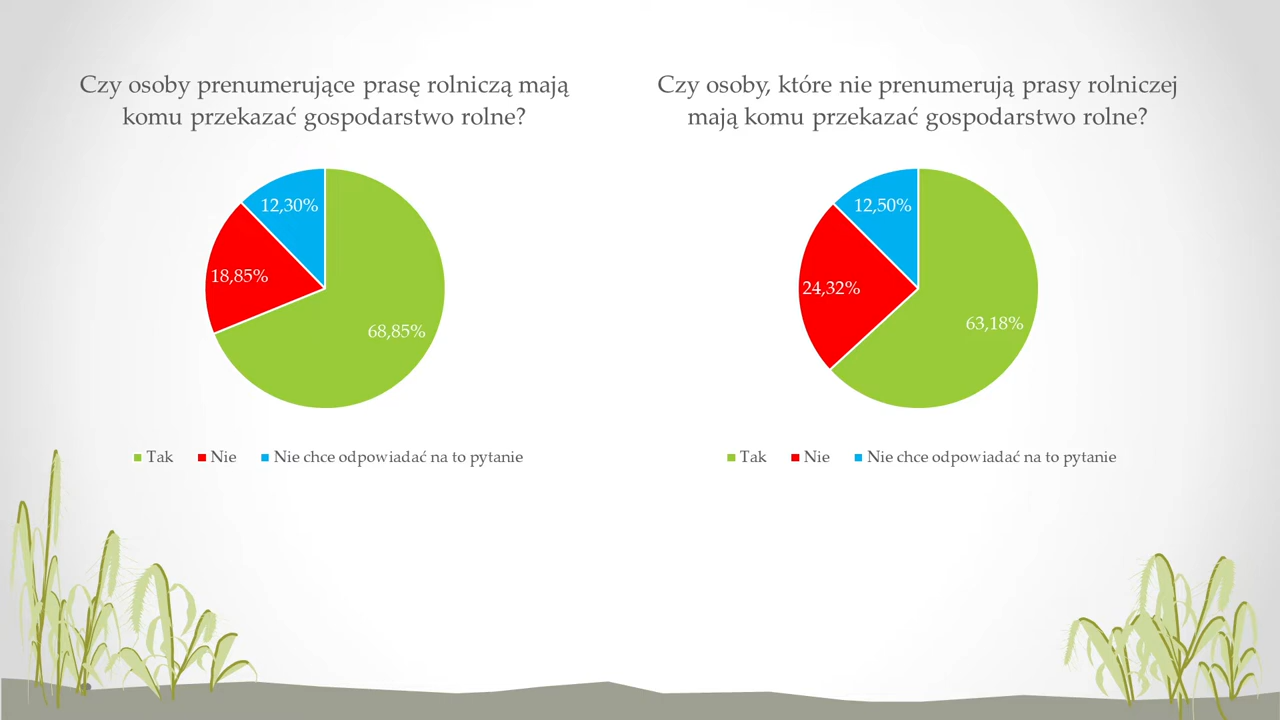 Czy osoby prenumerujące prasę rolniczą mają
komu przekazać gospodarstwo rolne?
12,30%
18,85%
68,85%
Tak
Nie
Nie chce odpowiadać na to pytanie
Czy osoby, które nie prenumerują prasy rolniczej
mają komu przekazać gospodarstwo rolne?
12,50%
24,32%
63,18%
Tak
Nie
Nie chce odpowiadać na to pytanie